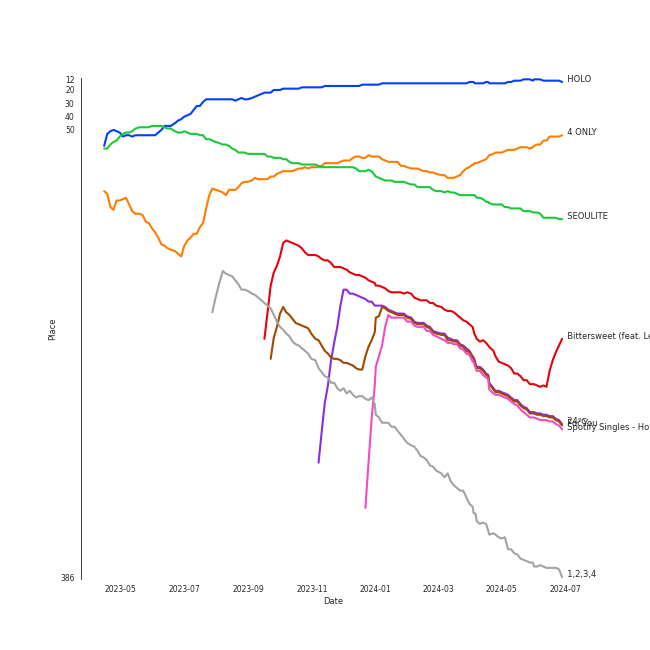 HOLO
12
20
30
40
50
4 ONLY
SEOULITE
Place
Bittersweet (feat. Le
For You
Spotify Singles - Ho
1,2,3,4
386
2023-05
2023-07
2023-09
2023-11
2024-01
2024-03
2024-05
2024-07
Date